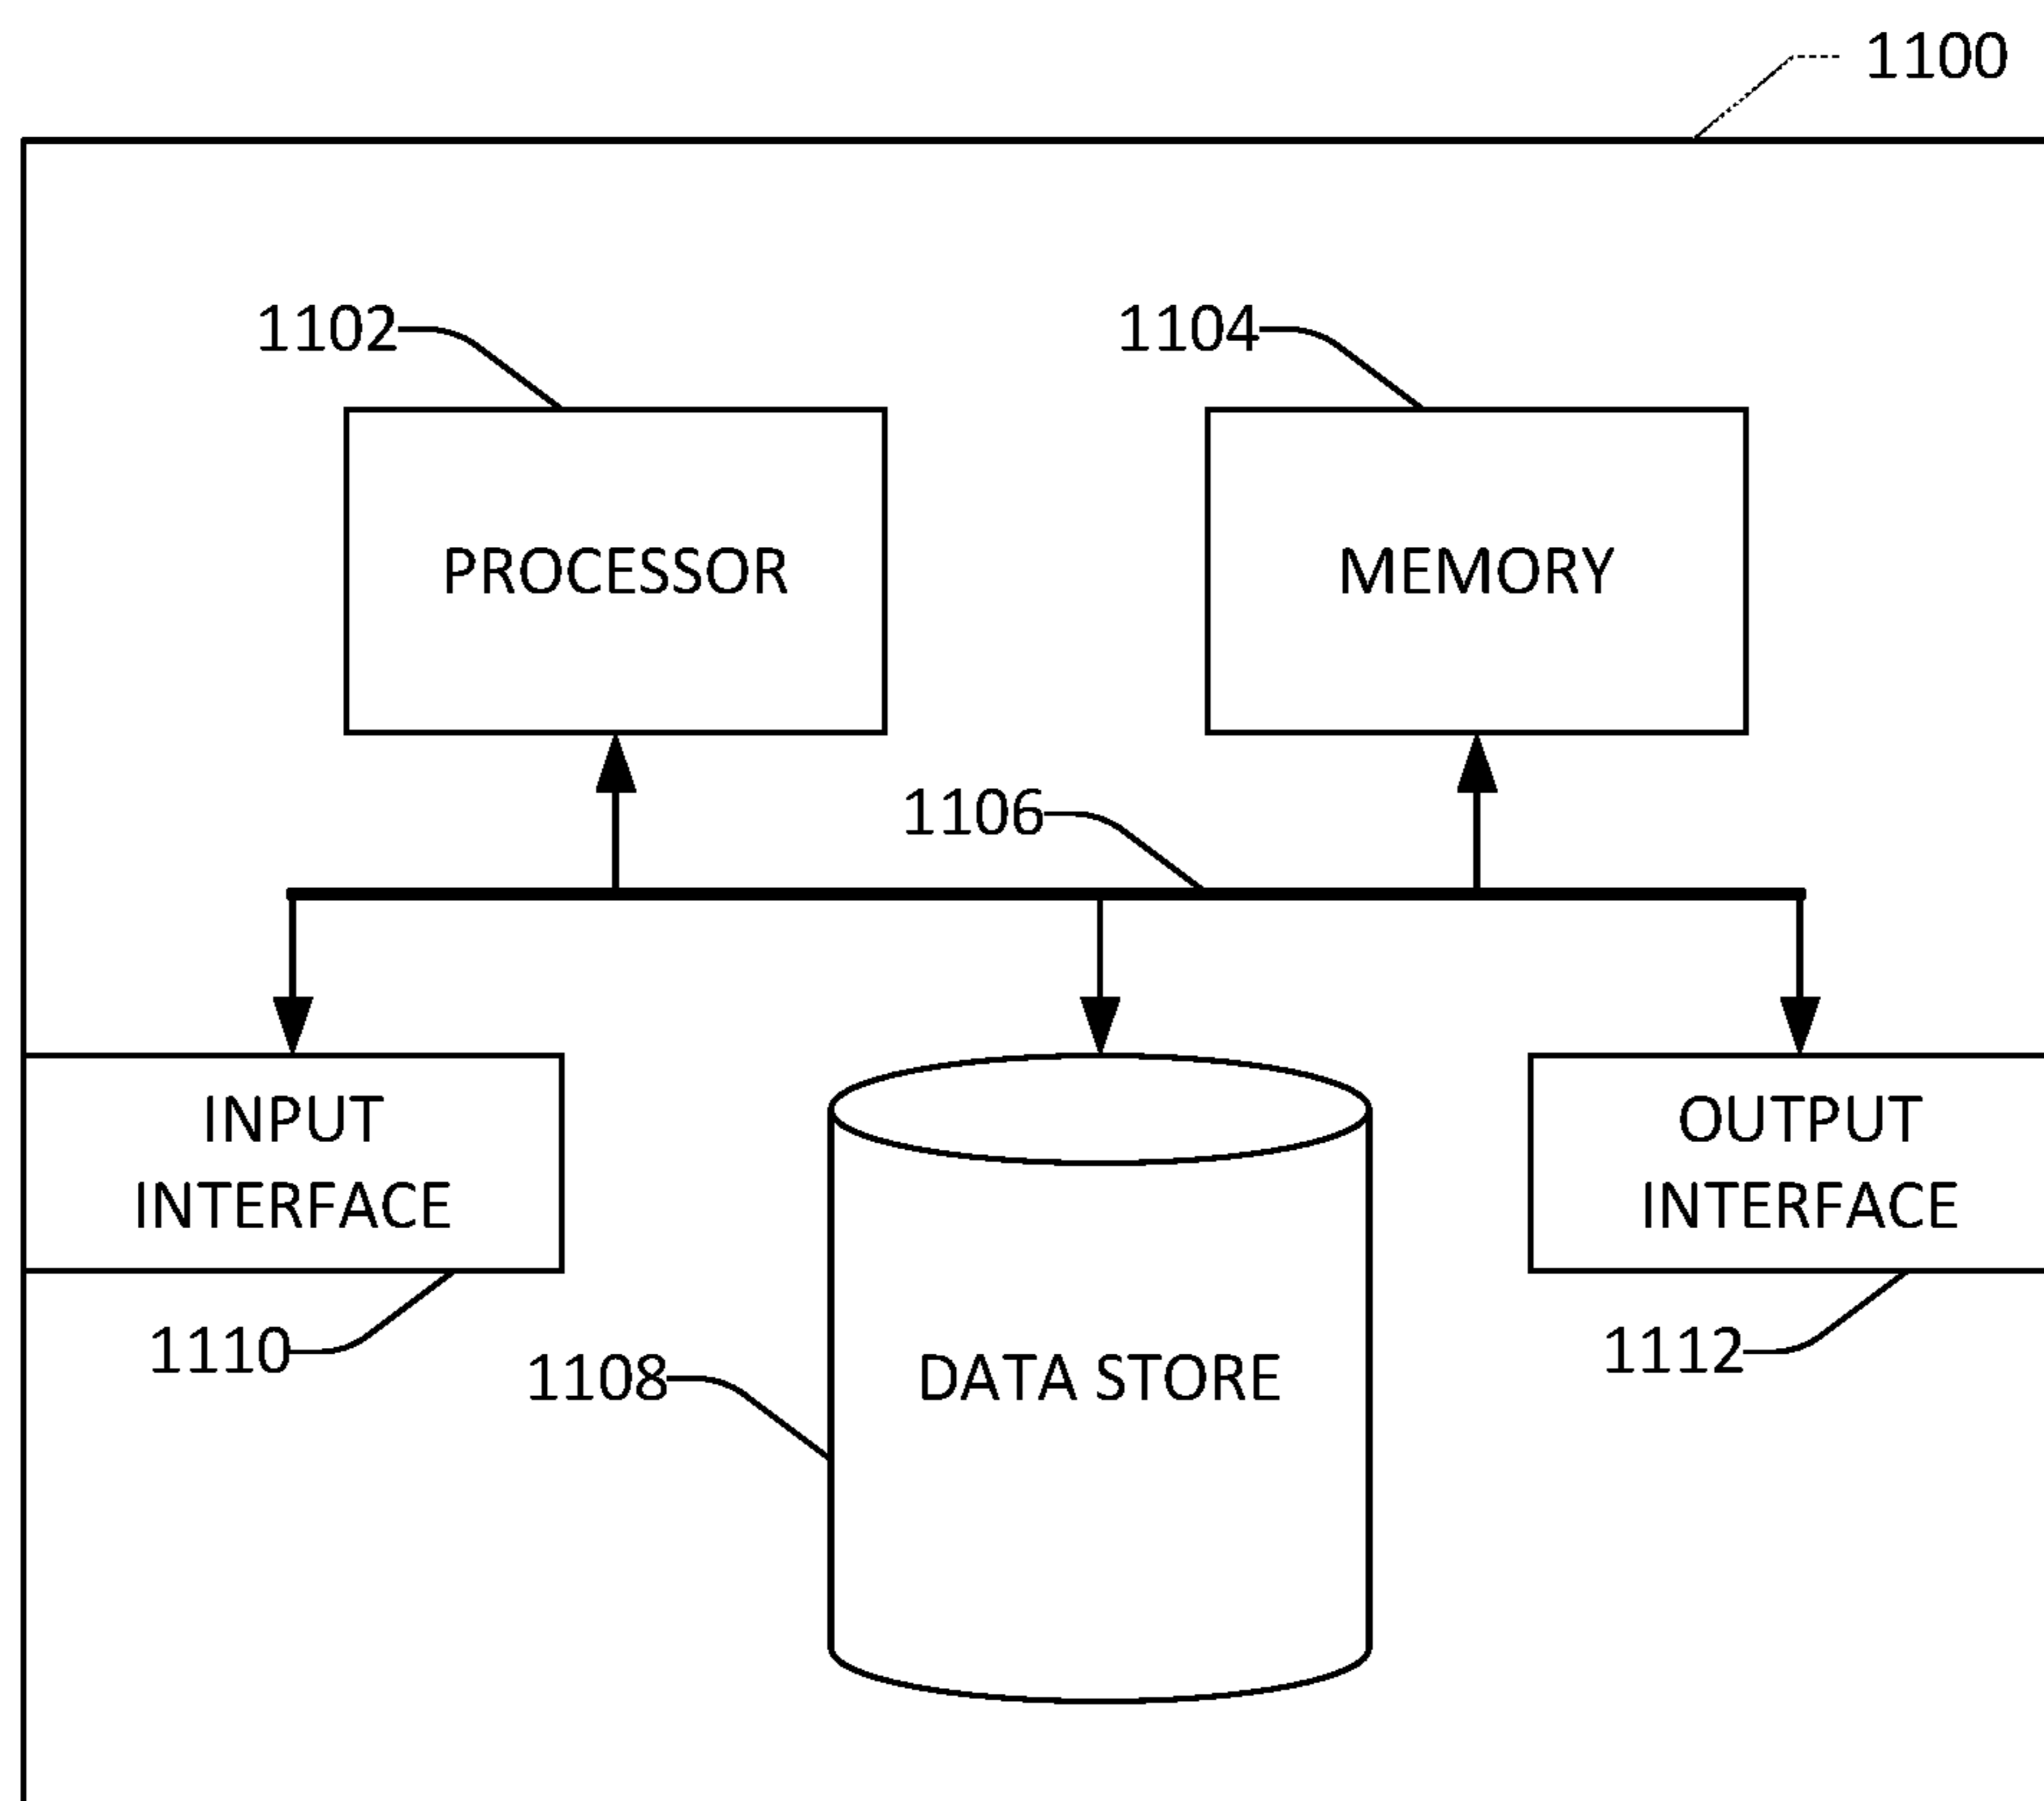 1100
1102
1104
PROCESSOR
MEMORY
1106
INPUT
INTERFACE
OUTPUT
INTERFACE
1110
1108
DATA STORE
1112